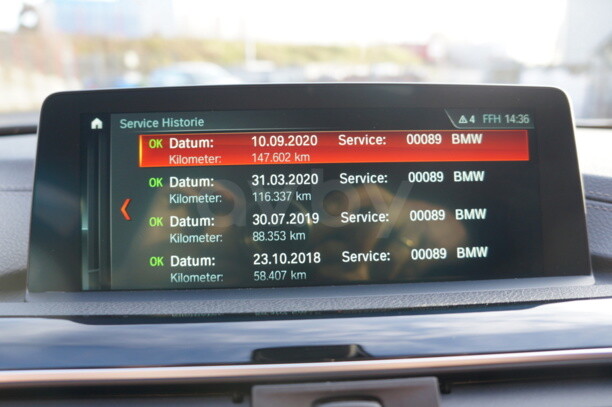 Service Historie 4 FFH 14:36
OK Datum: 10.09.2020 Service: 00089 BMW
Kilometer: 147.602 km
OK Datum: 31.03.2020 Service: 00089 BMW
Kilometer: 116.337 km
OK Datum: 30.07.2019 Service: 00089 BMW
Kilometer: 88.353 km
OK Datum: 23.10.2018 Service: 00089 BMW
Kilometer: 58.407 km